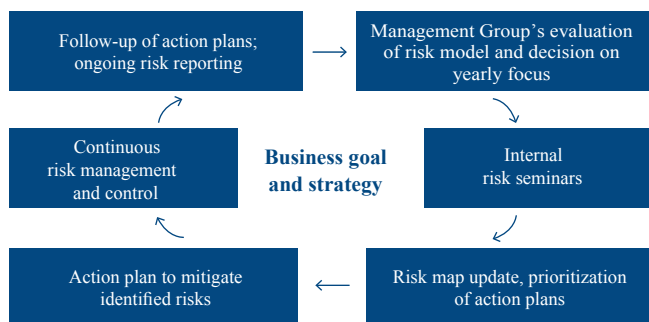 Follow-up of action plans;
ongoing risk reporting
Management Group's evaluation
of risk model and decision on
yearly focus
Continuous
risk management
and control
Business goal
and strategy
Internal
risk seminars
Action plan to mitigate
identified risks
Risk map update, prioritization
of action plans